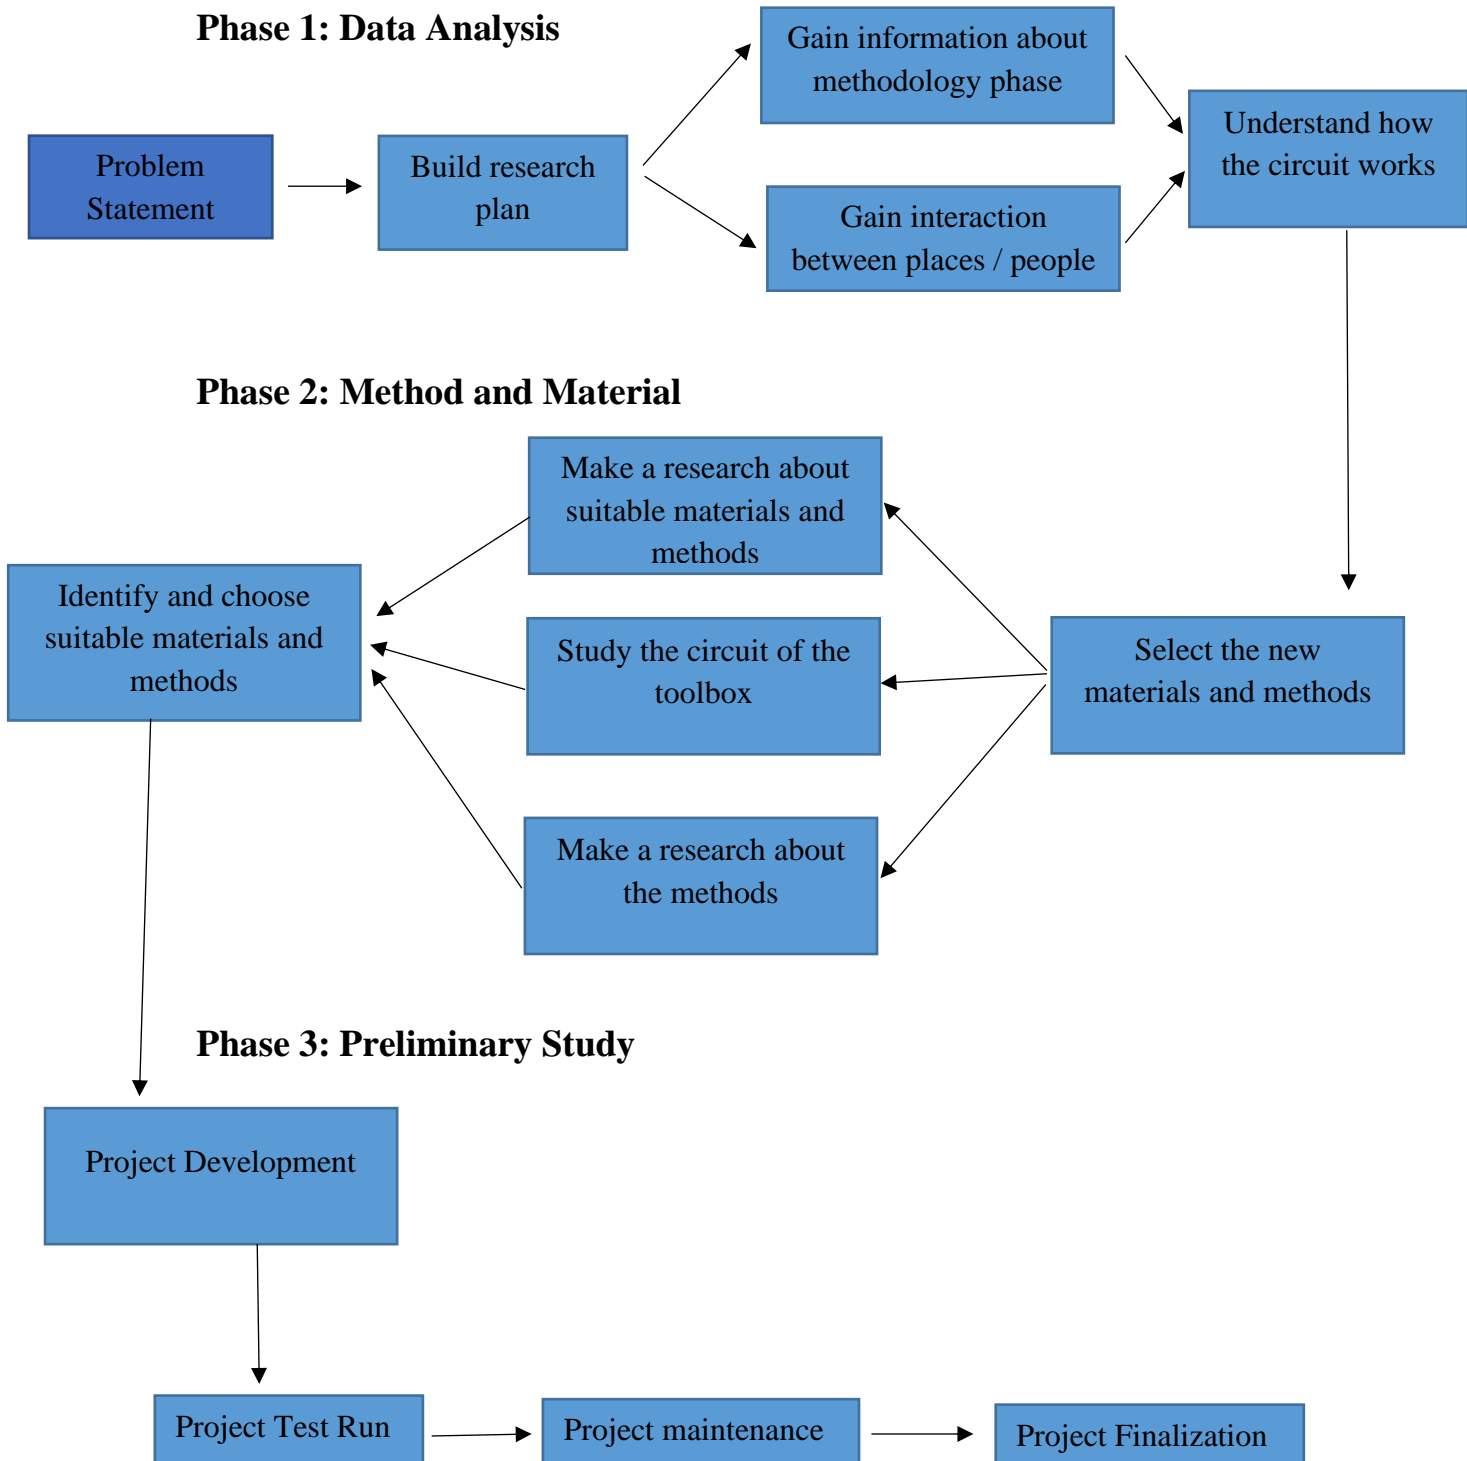 Phase 1: Data Analysis
Problem
Statement
Build research
plan
Gain information about
methodology phase
Gain interaction
between places / people
Understand how
the circuit works
Phase 2: Method and Material
Select the new
materials and methods
Make a research about
suitable materials and
methods
Study the circuit of the
toolbox
Make a research about
the methods
Identify and choose
suitable materials and
methods
Phase 3: Preliminary Study
Project Development
Project Test Run
Project maintenance
Project Finalization